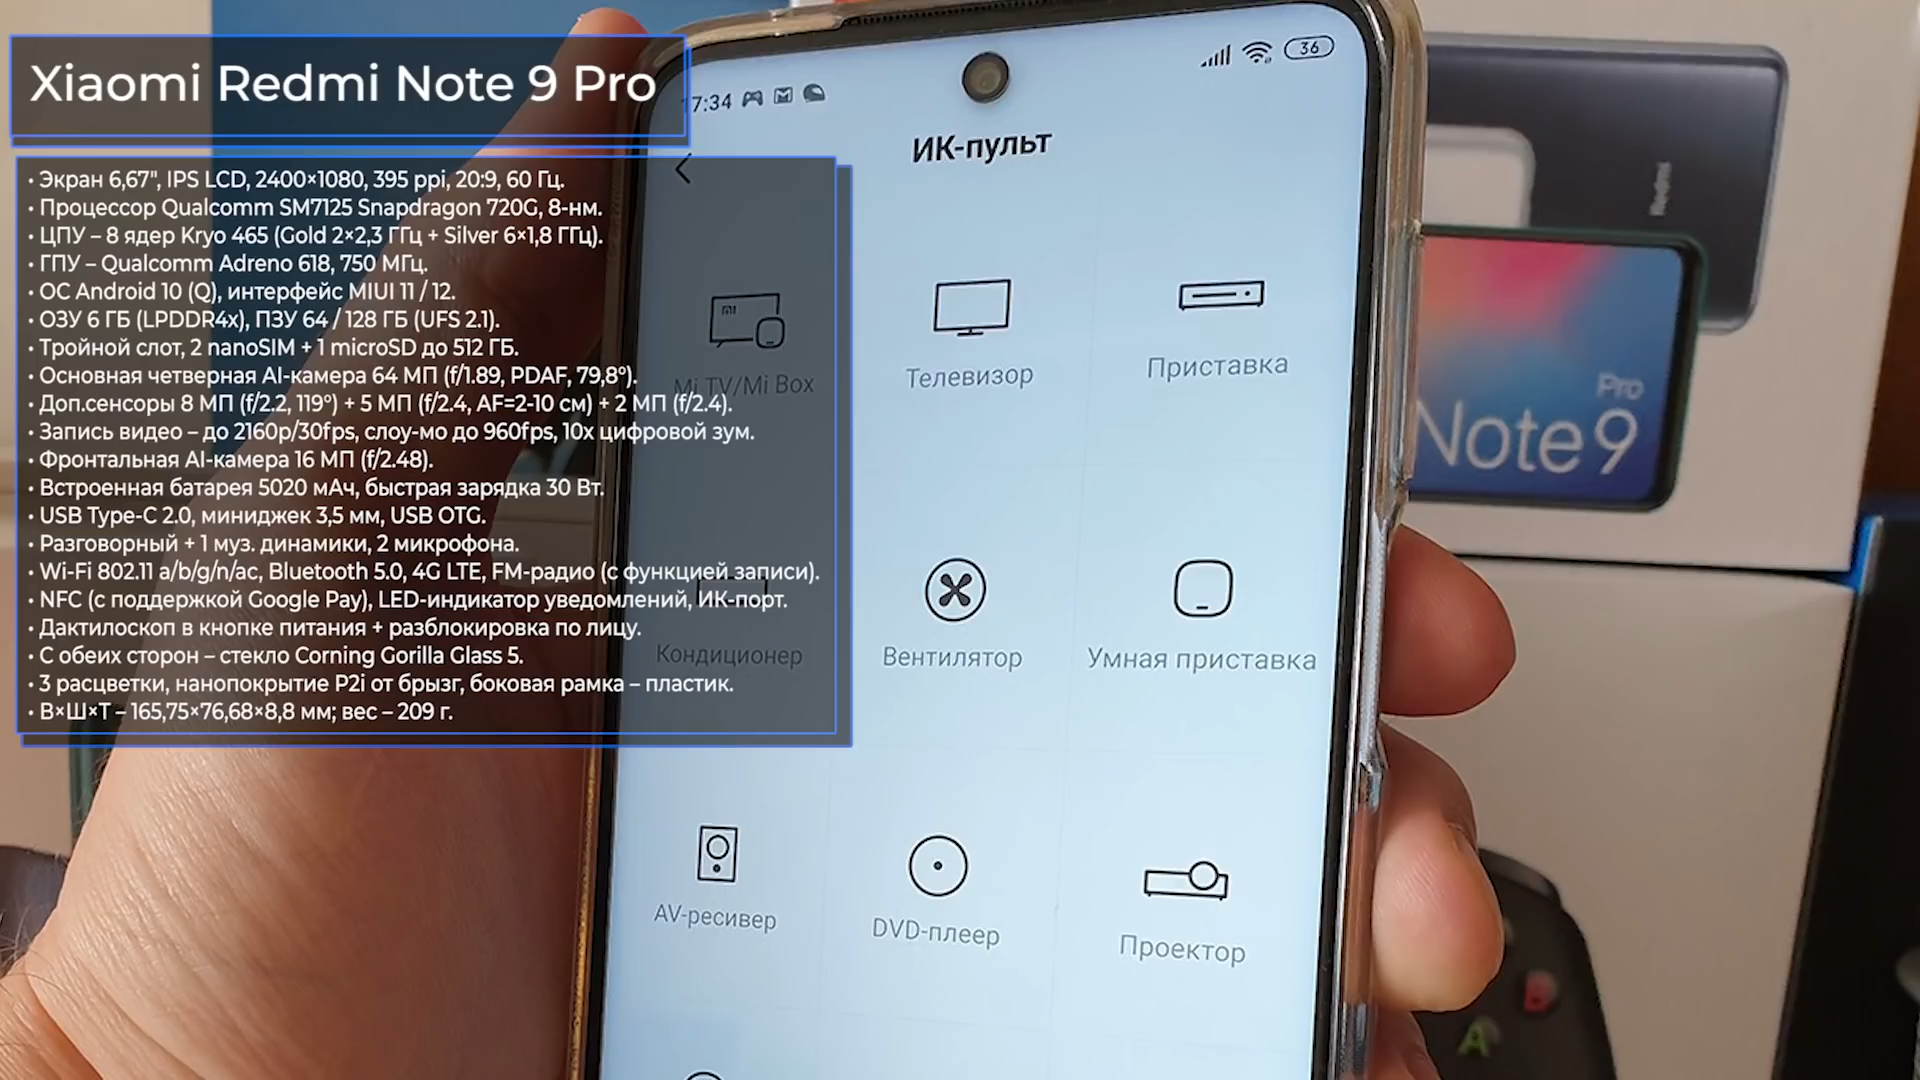 Xiaomi Redmi Note 9 Pro
• Экран 6,67", IPS LCD, 2400×1080, 395 ppi, 20:9, 60 Гц.
• Процессор Qualcomm SM7125 Snapdragon 720G, 8-нм.
• ЦПУ – 8 ядер Kryo 465 (Gold 2×2,3 ГГц + Silver 6×1,8 ГГц).
• ГПУ – Qualcomm Adreno 618, 750 МГц.
• ОС Android 10 (Q), интерфейс MIUI 11 / 12.
• ОЗУ 6 ГБ (LPDDR4x), ПЗУ 64 / 128 ГБ (UFS 2.1).
• Тройной слот, 2 nanoSIM + 1 microSD до 512 ГБ.
• Основная четверная AI-камера 64 МП (f/1.89, PDAF, 79,8°).
• Доп.сенсоры 8 МП (f/2.2, 119°) + 5 МП (f/2.4, AF=2-10 см) + 2 МП (f/2.4).
• Запись видео – до 2160p/30fps, слоу-мо до 960fps, 10x цифровой зум.
• Фронтальная AI-камера 16 МП (f/2.48).
• Встроенная батарея 5020 мАч, быстрая зарядка 30 Вт.
• USB Type-C 2.0, миниджек 3,5 мм, USB OTG.
• Разговорный + 1 муз. динамики, 2 микрофона.
• Wi-Fi 802.11 a/b/g/n/ac, Bluetooth 5.0, 4G LTE, FM-радио (с функцией записи).
• NFC (с поддержкой Google Pay), LED-индикатор уведомлений, ИК-порт.
• Дактилоскоп в кнопке питания + разблокировка по лицу.
• С обеих сторон – стекло Corning Gorilla Glass 5.
• 3 расцветки, нанопокрытие P2i от брызг, боковая рамка – пластик.
• В×Ш×Т – 165,75×76,68×8,8 мм; вес – 209 г.
17:34
36
ИК-пульт
mi
Mi TV/Mi Box
Телевизор
Приставка
Кондиционер
Вентилятор
Умная приставка
AV-ресивер
DVD-плеер
Проектор
Redmi
Pro
Note 9
B
A